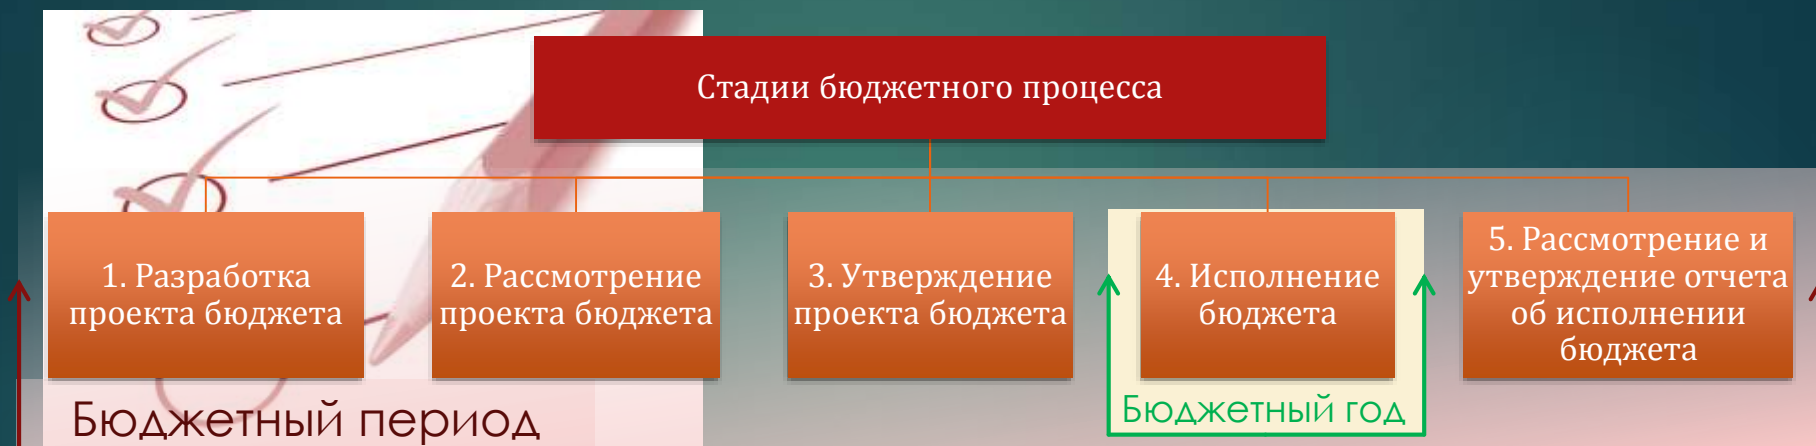 Стадии бюджетного процесса
1. Разработка
проекта бюджета
2. Рассмотрение
проекта бюджета
3. Утверждение
проекта бюджета
4. Исполнение
бюджета
5. Рассмотрение и
утверждение отчета
об исполнении
бюджета
Бюджетный период
Бюджетный год